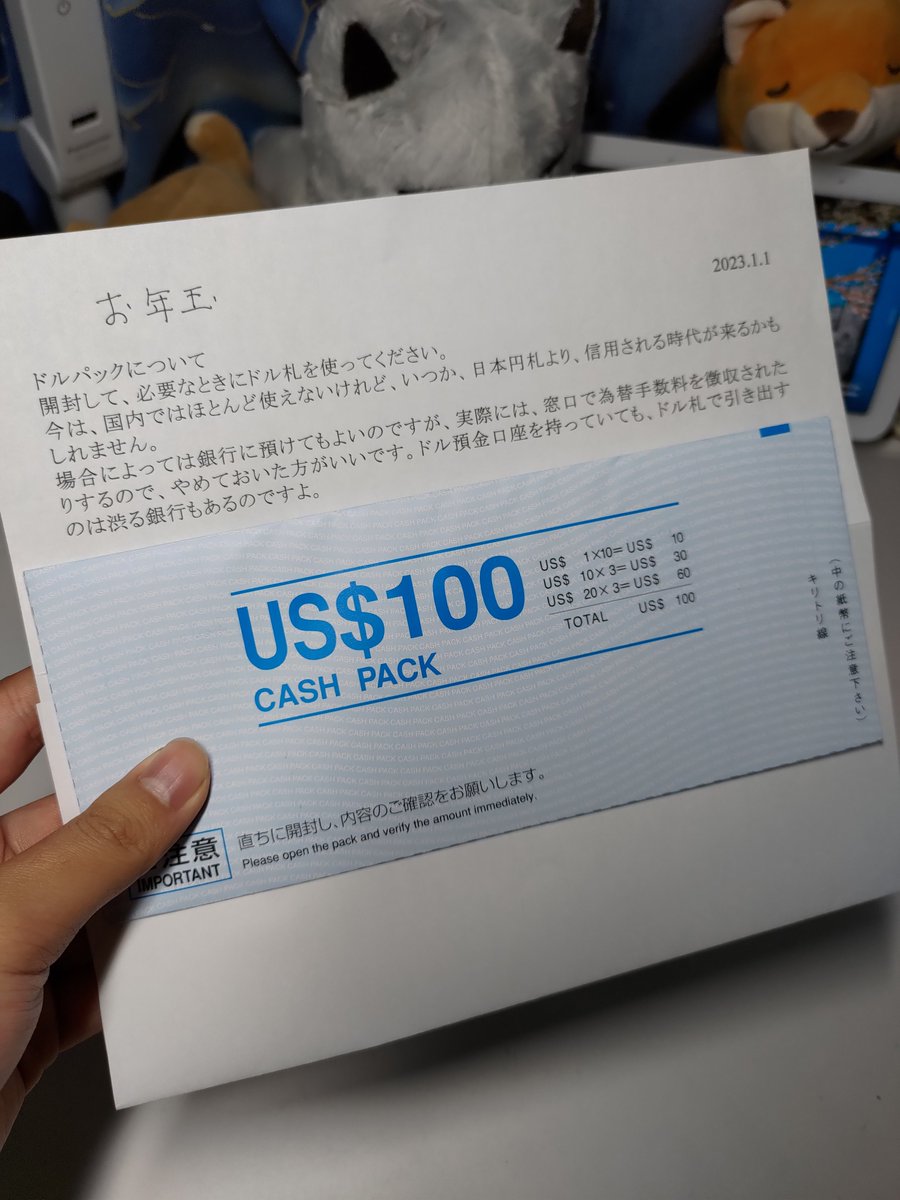 2023.1.1
お年玉
ドルパックについて
開封して、必要なときにドル札を使ってください。
今は、国内ではほとんど使えないけれど、いつか、日本円札より、信用される時代が来るかも
しれません。
場合によっては銀行に預けてもよいのですが、実際には、窓口で為替手数料を徴収された
りするので、やめておいた方がいいです。ドル預金口座を持っていても、ドル札で引き出す
のは渋る銀行もあるのですよ。
US$100
CASH PACK
US$ 1×10= US$ 10
US$ 10× 3= US$ 30
US$ 20× 3= US$ 60
TOTAL US$ 100
キリトリ線
(中の紙幣にご注意下さい)
注意
IMPORTANT
直ちに開封し、内容のご確認をお願いします。
Please open the pack and verify the amount immediately.